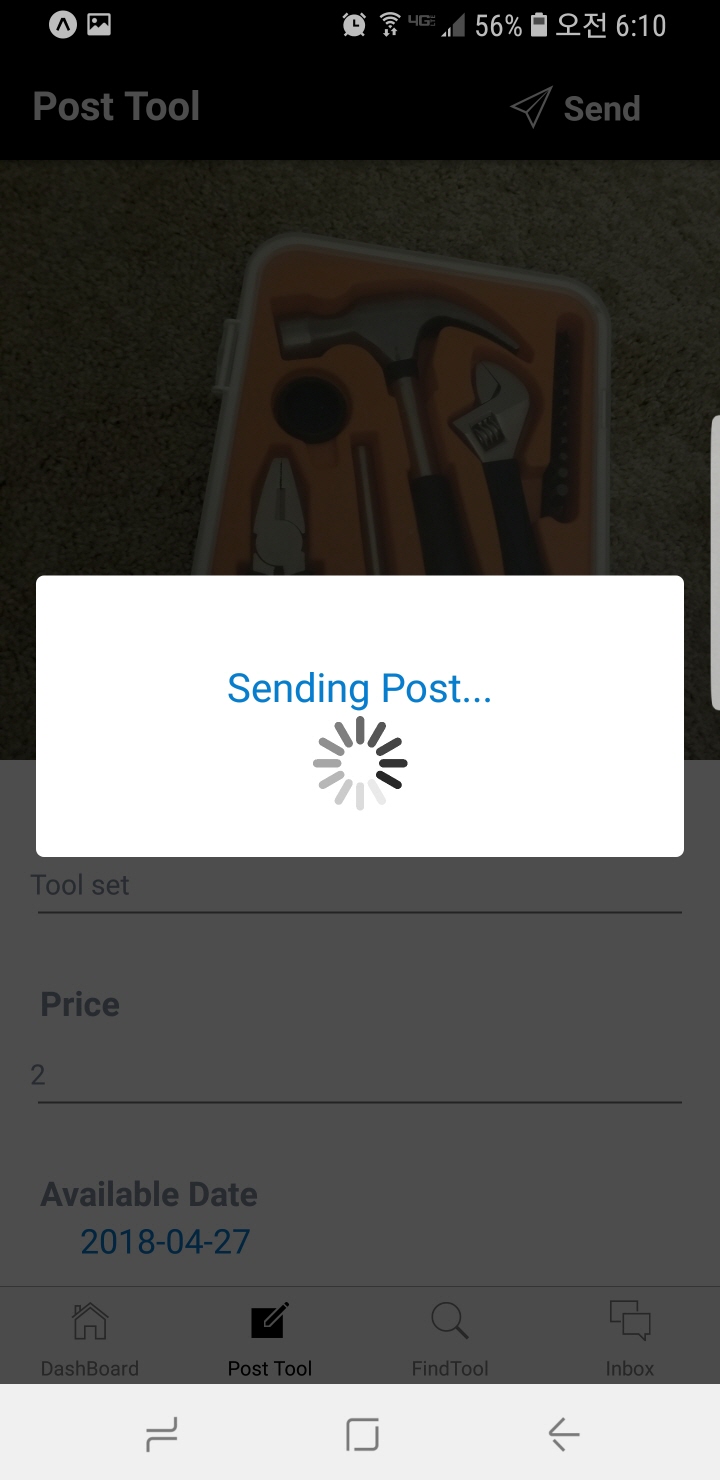 4G 56% 오전 6:10
Post Tool
Send
Sending Post...
Tool set
Price
2
Available Date
2018-04-27
DashBoard
Post Tool
FindTool
Inbox